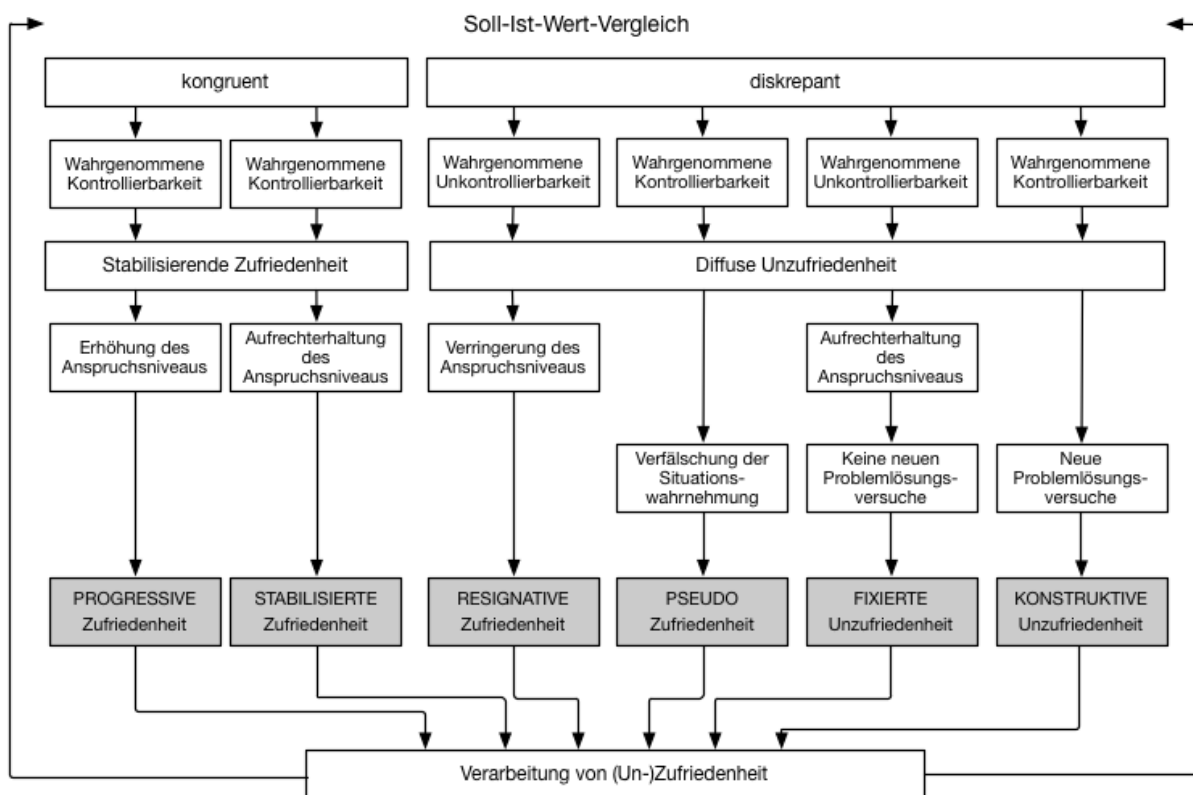 Soll-Ist-Wert-Vergleich
kongruent
diskrepant
Wahrgenommene
Kontrollierbarkeit
Wahrgenommene
Kontrollierbarkeit
Wahrgenommene
Unkontrollierbarkeit
Wahrgenommene
Kontrollierbarkeit
Wahrgenommene
Unkontrollierbarkeit
Wahrgenommene
Kontrollierbarkeit
Stabilisierende Zufriedenheit
Diffuse Unzufriedenheit
Erhöhung des
Anspruchsniveaus
Aufrechterhaltung
des
Anspruchsniveaus
Verringerung des
Anspruchsniveaus
Aufrechterhaltung
des
Anspruchsniveaus
Verfälschung der
Situations-
wahrnehmung
Keine neuen
Problemlösungs-
versuche
Neue
Problemlösungs-
versuche
PROGRESSIVE
Zufriedenheit
STABILISIERTE
Zufriedenheit
RESIGNATIVE
Zufriedenheit
PSEUDO
Zufriedenheit
FIXIERTE
Unzufriedenheit
KONSTRUKTIVE
Unzufriedenheit
Verarbeitung von (Un-)Zufriedenheit